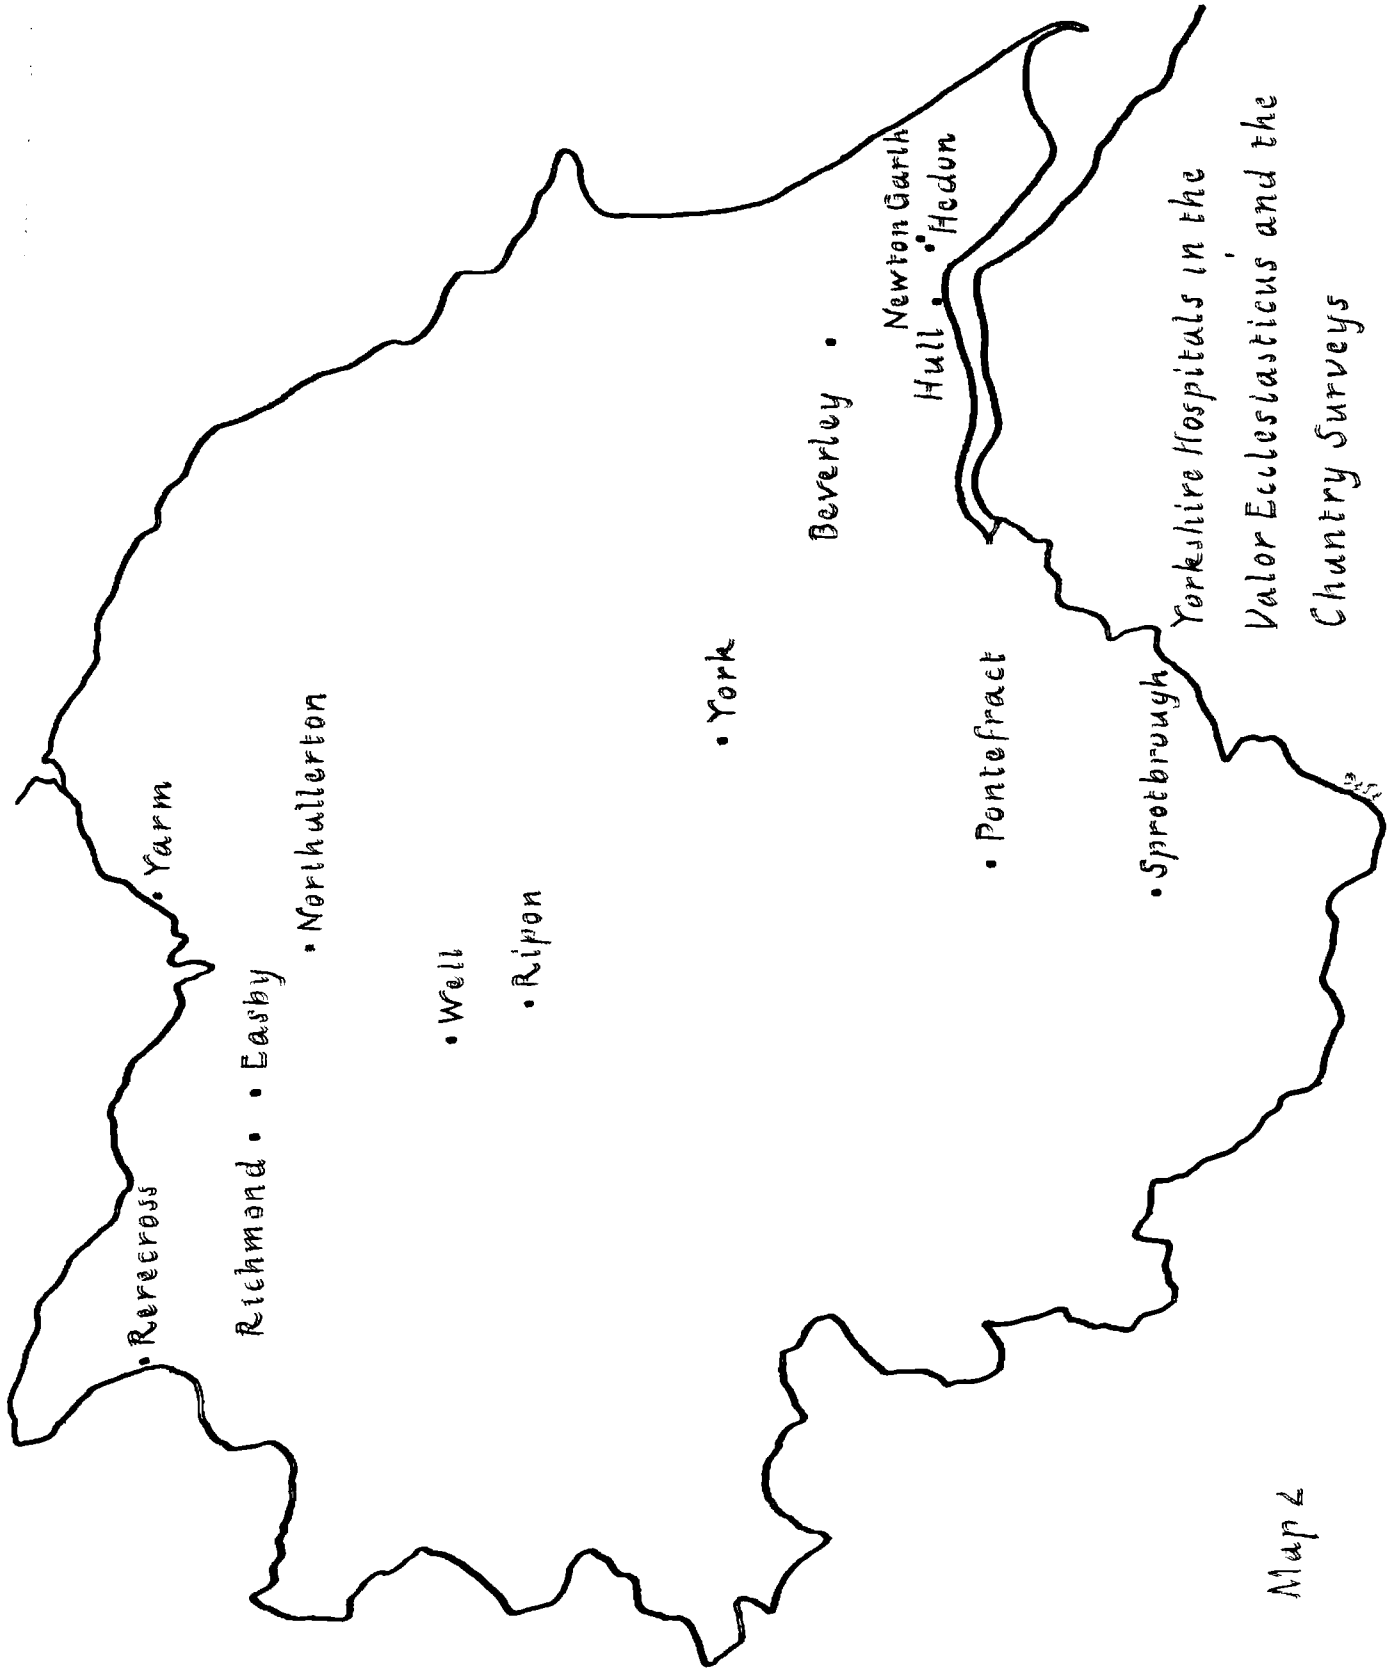 Yarm
Rerecross
Richmond
Easby
Northallerton
Well
Ripon
York
Beverley
Newton Garth
Hedon
Hull
Pontefract
Sprotbrough
Yorkshire Hospitals in the
Valor Ecclesiasticus and the
Chantry Surveys
Map 2